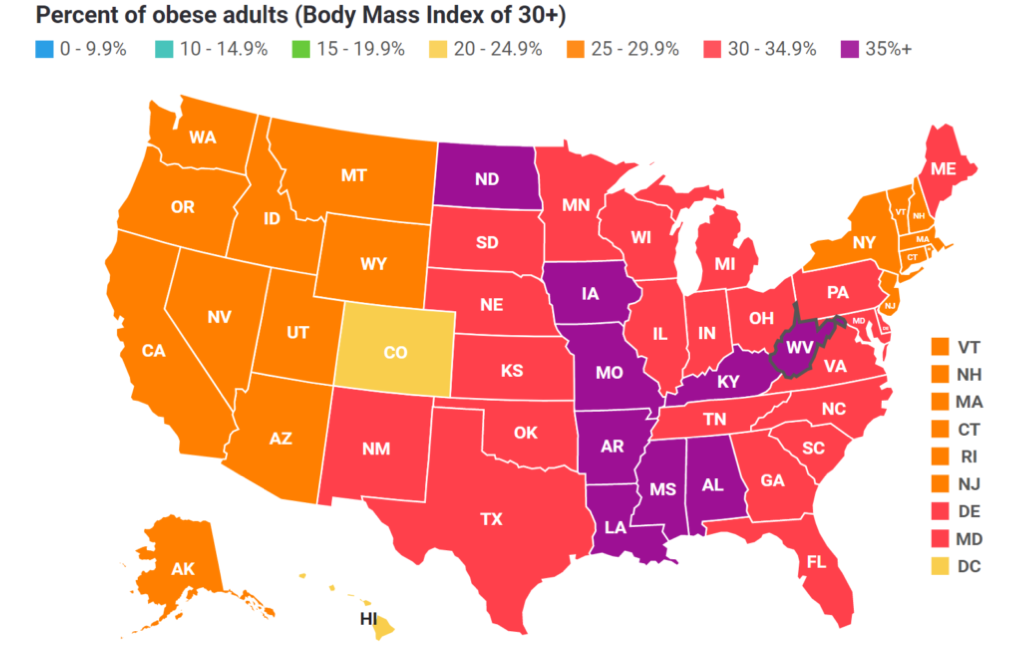 Percent of obese adults (Body Mass Index of 30+)
0 - 9.9% 10 - 14.9% 15 - 19.9% 20 - 24.9% 25 - 29.9% 30 - 34.9% 35%+
WA
MT
ND
ME
OR
ID
MN
VT
NH
SD
WI
NY
MA
WY
MI
CT
NE
IA
PA
NJ
NV
UT
CO
IL
IN
OH
MD
CA
KS
MO
WV
VA
KY
AZ
NM
OK
AR
TN
NC
SC
TX
MS
AL
GA
LA
FL
AK
HI
VT
NH
MA
CT
RI
NJ
DE
MD
DC